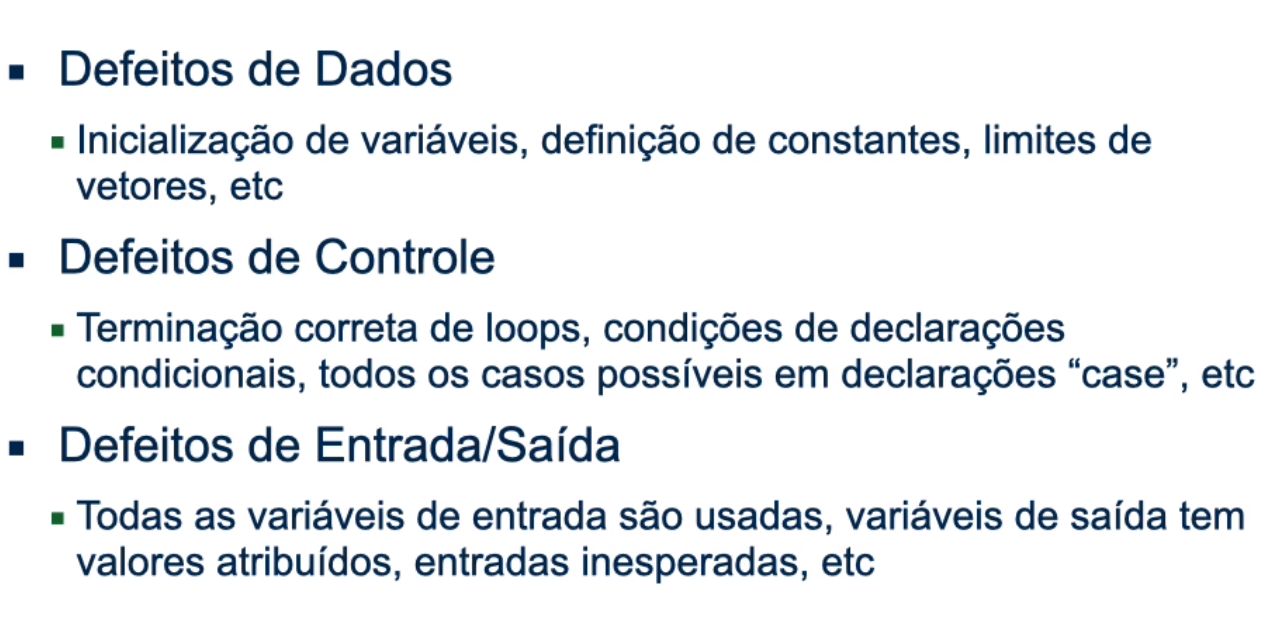 Defeitos de Dados
Inicialização de variáveis, definição de constantes, limites de
vetores, etc
Defeitos de Controle
Terminação correta de loops, condições de declarações
condicionais, todos os casos possíveis em declarações “case”, etc
Defeitos de Entrada/Saída
Todas as variáveis de entrada são usadas, variáveis de saída tem
valores atribuídos, entradas inesperadas, etc